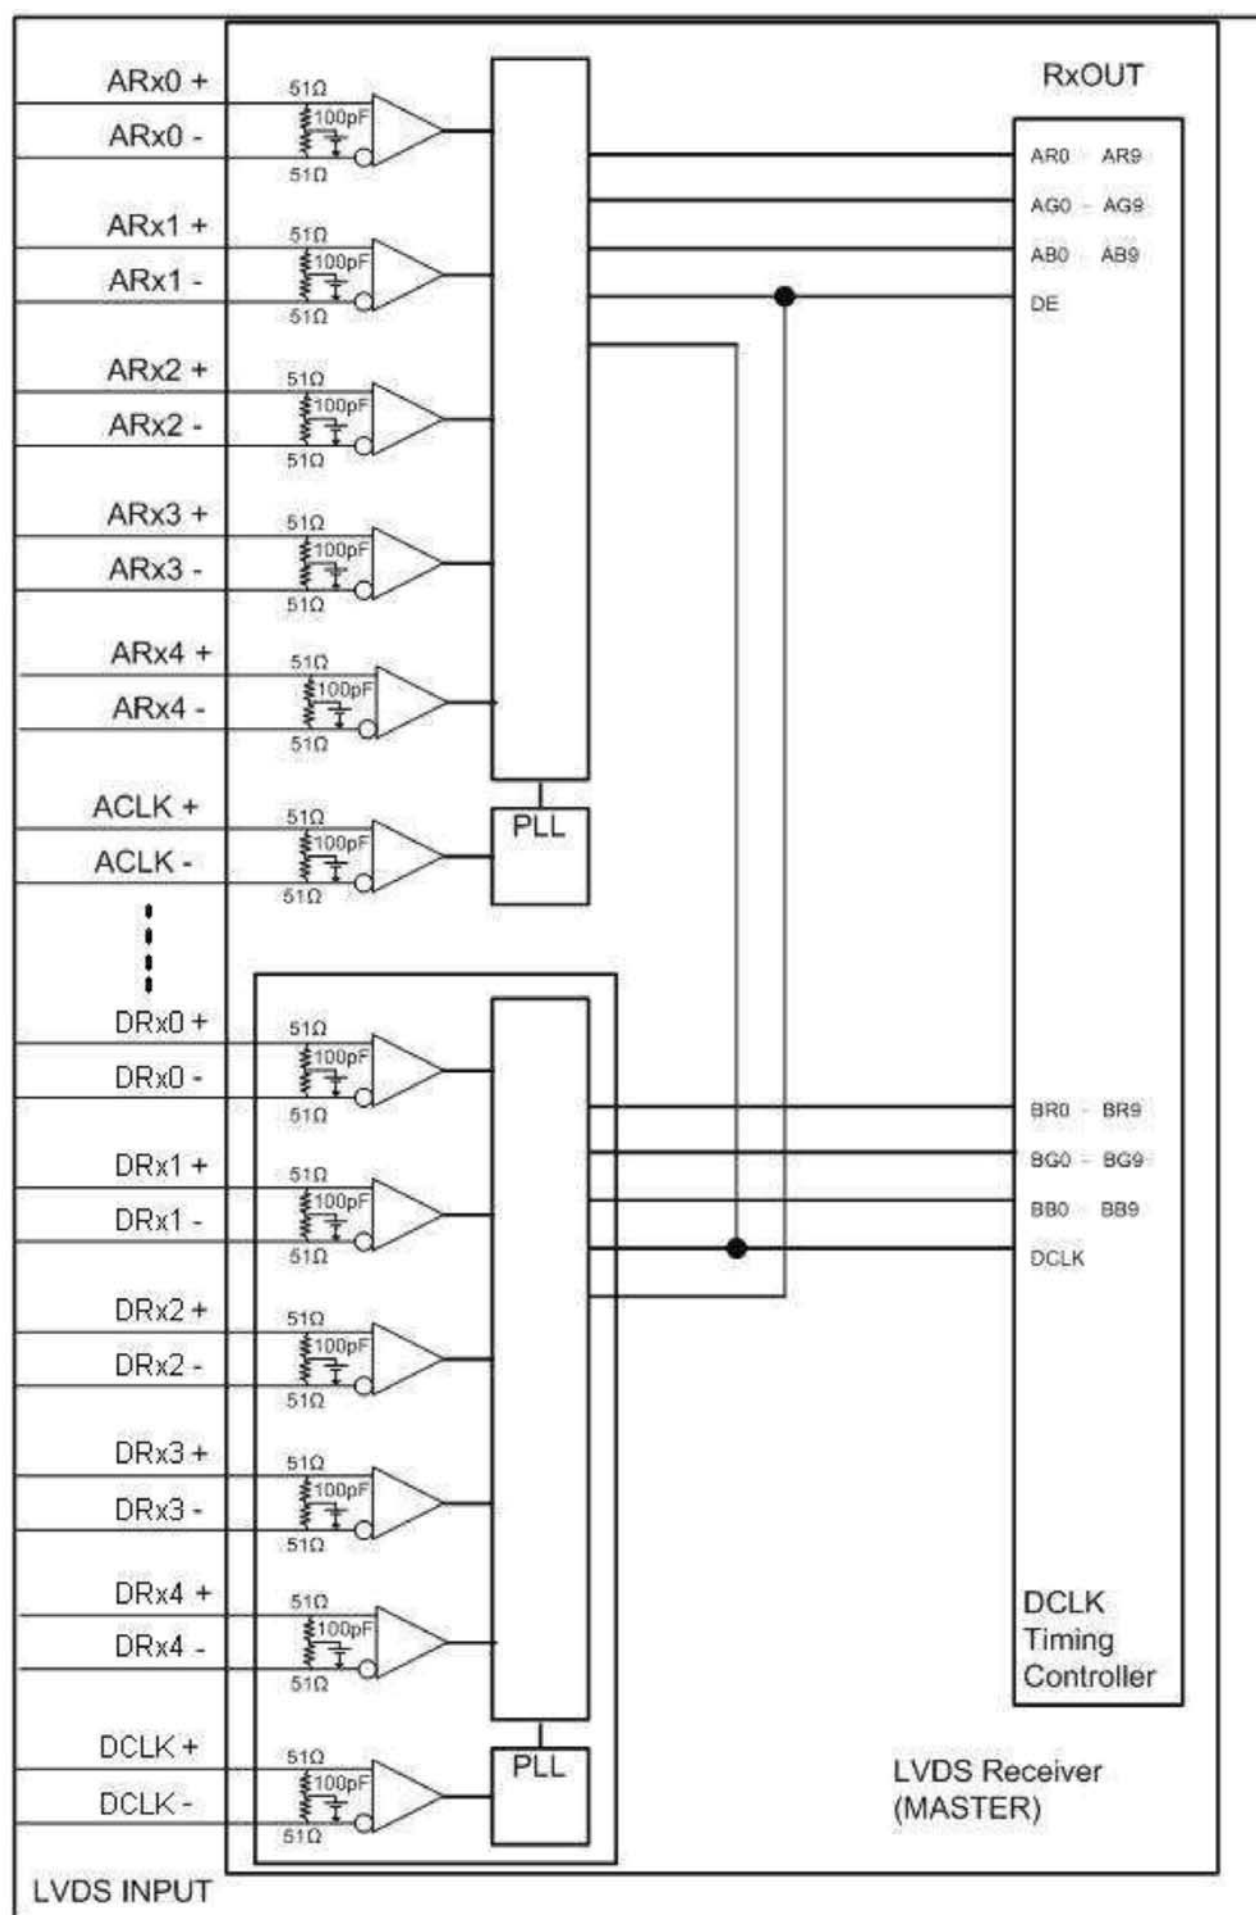 RxOUT
ARx0 +
51Ω
100pF
ARx0 -
51Ω
AR0 - AR9
AG0 - AG9
ARx1 +
51Ω
100pF
AB0 - AB9
ARx1 -
51Ω
DE
ARx2 +
51Ω
100pF
ARx2 -
51Ω
ARx3 +
51Ω
100pF
ARx3 -
51Ω
ARx4 +
51Ω
100pF
ARx4 -
51Ω
ACLK +
51Ω
PLL
100pF
ACLK -
51Ω
DRx0 +
51Ω
100pF
DRx0 -
51Ω
BR0 - BR9
BG0 - BG9
DRx1 +
51Ω
100pF
BB0 - BB9
DRx1 -
51Ω
DCLK
DRx2 +
51Ω
100pF
DRx2 -
51Ω
DRx3 +
51Ω
100pF
DRx3 -
51Ω
DRx4 +
51Ω
100pF
DRx4 -
51Ω
DCLK
Timing
Controller
DCLK +
51Ω
PLL
100pF
DCLK -
51Ω
LVDS Receiver
(MASTER)
LVDS INPUT